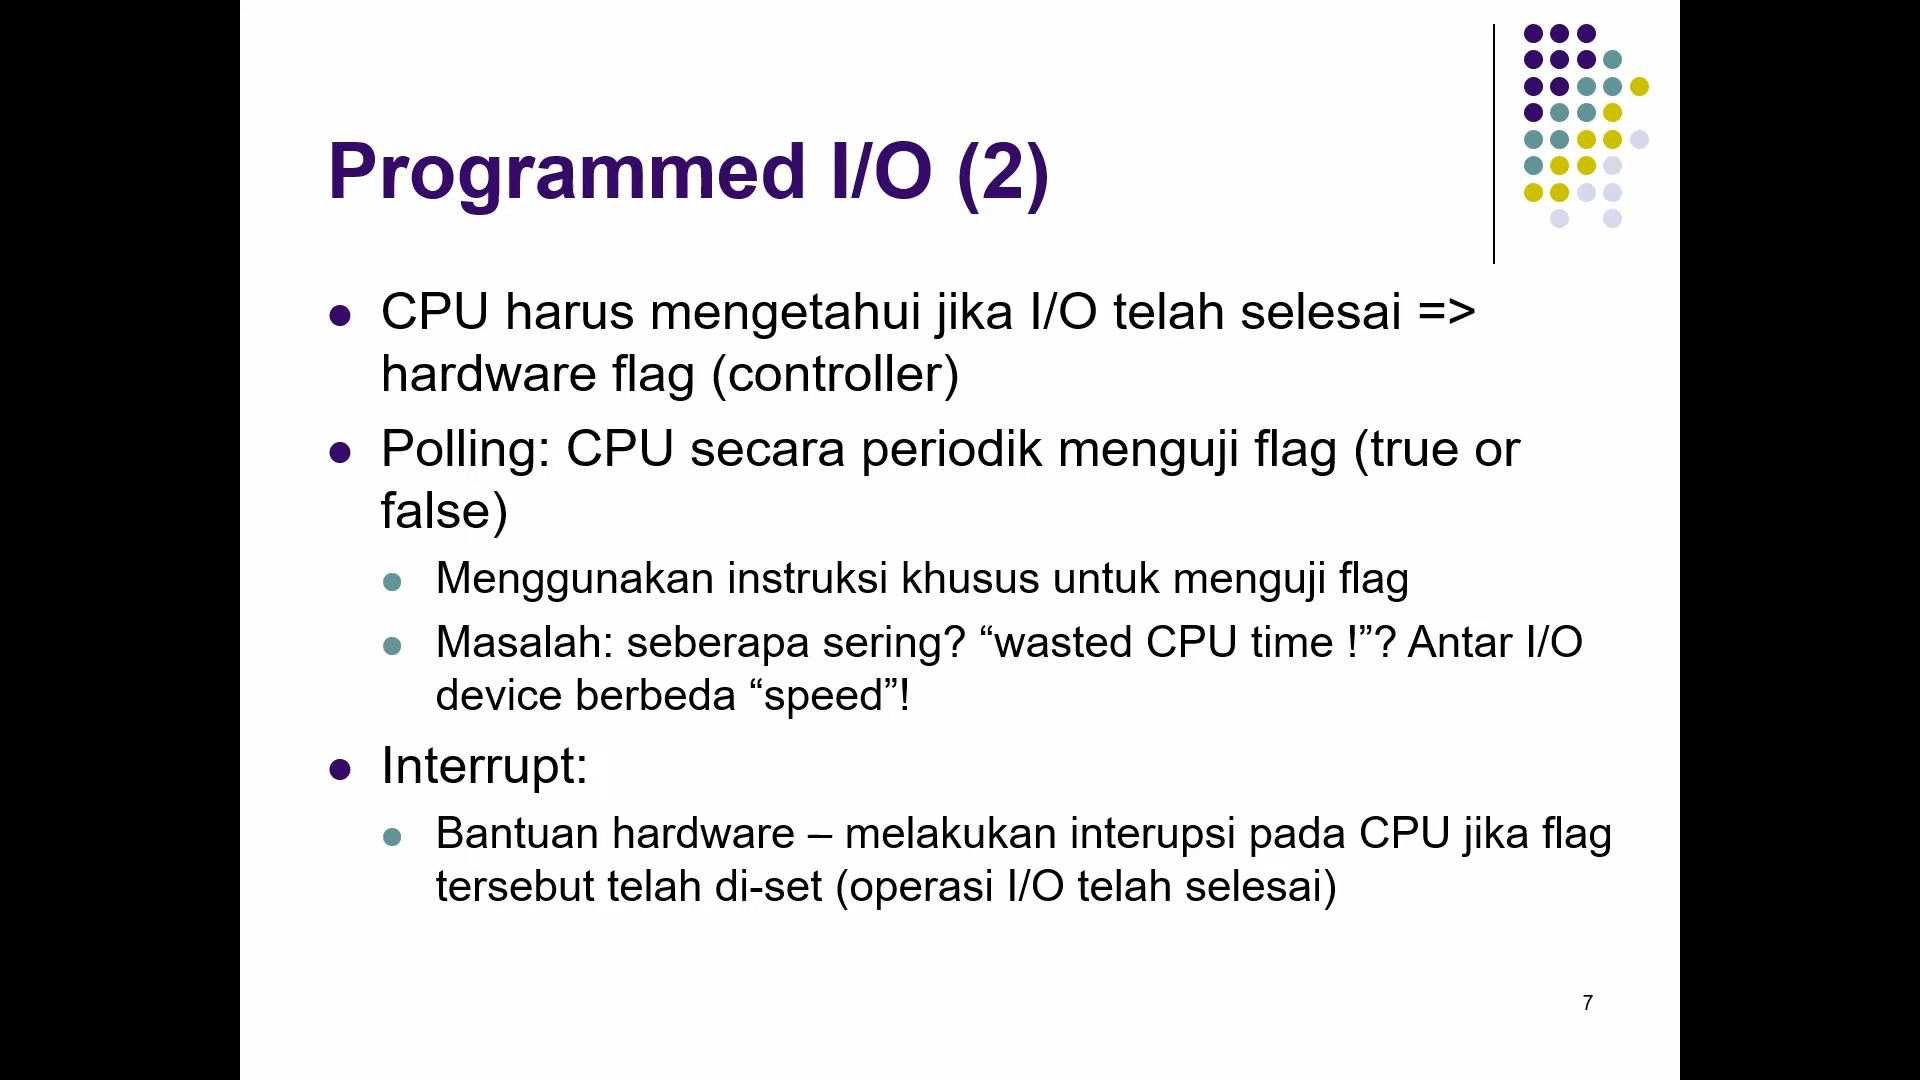 Programmed I/O (2)
CPU harus mengetahui jika I/O telah selesai =>
hardware flag (controller)
Polling: CPU secara periodik menguji flag (true or
false)
Menggunakan instruksi khusus untuk menguji flag
Masalah: seberapa sering? “wasted CPU time !”? Antar I/O
device berbeda “speed”!
Interrupt:
Bantuan hardware – melakukan interupsi pada CPU jika flag
tersebut telah di-set (operasi I/O telah selesai)
7